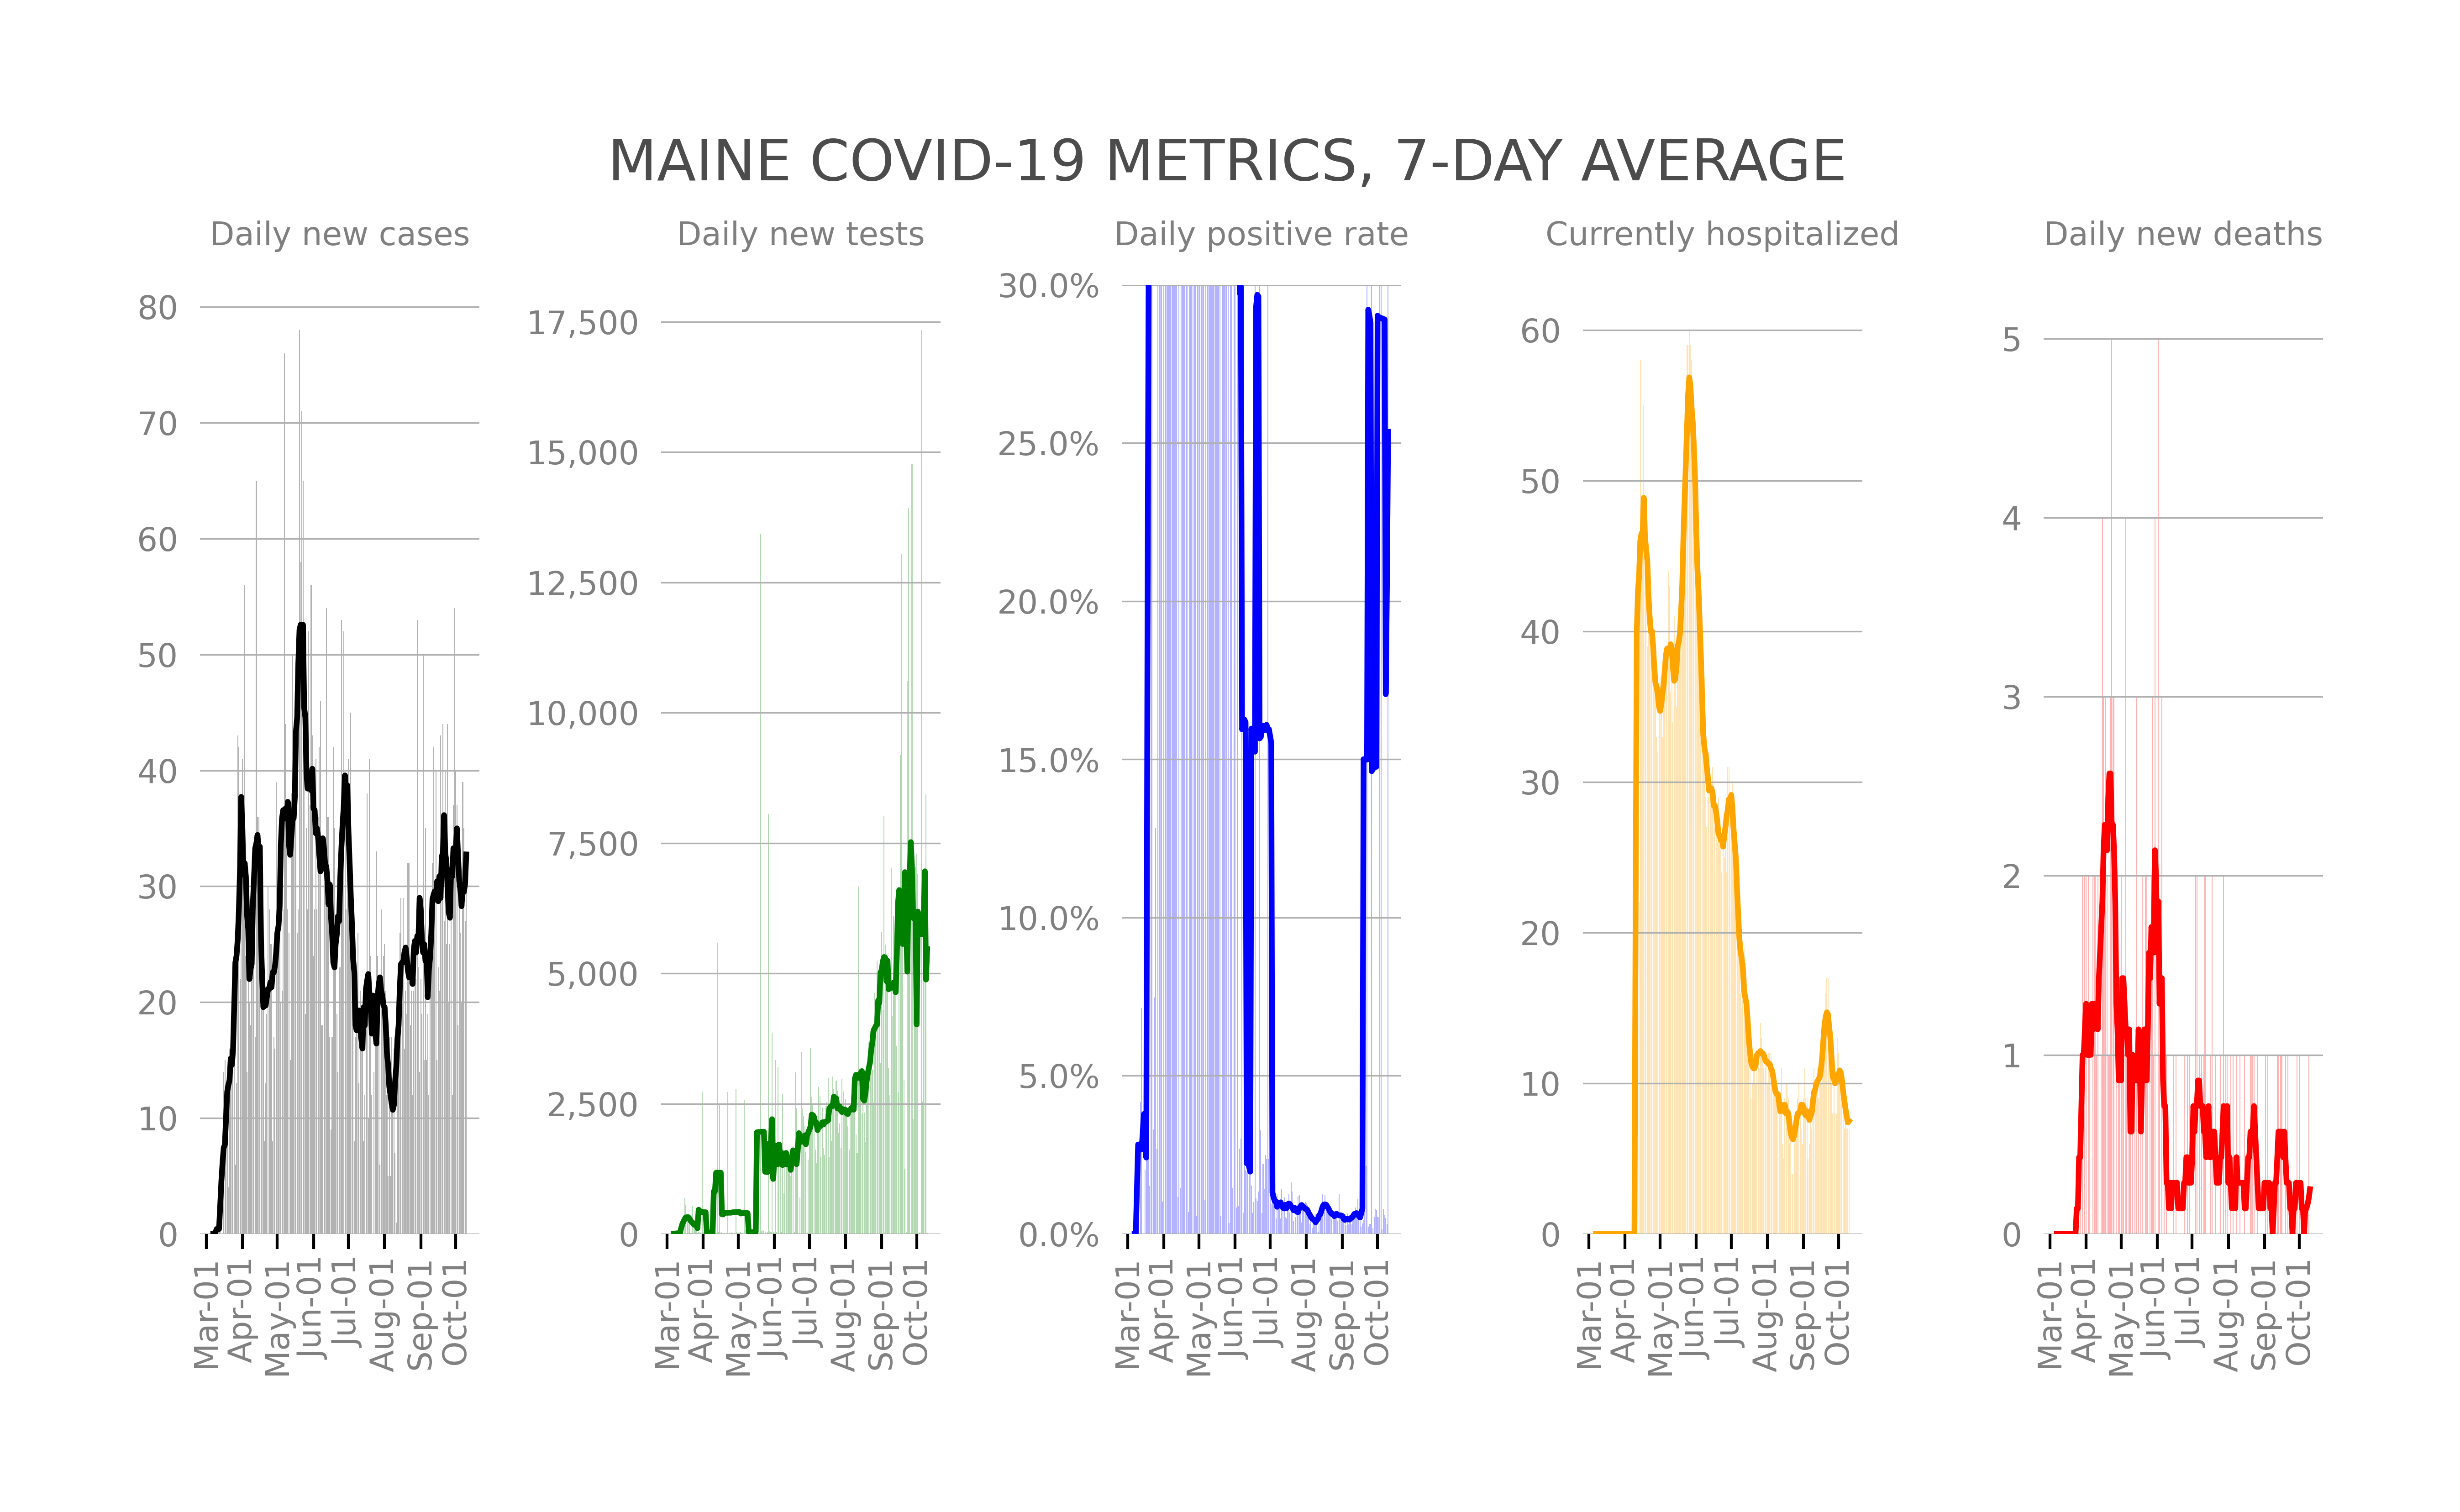 MAINE COVID-19 METRICS, 7-DAY AVERAGE
Daily new cases
80
70
60
50
40
30
20
10
0
Mar-01
Apr-01
May-01
Jun-01
Jul-01
Aug-01
Sep-01
Oct-01
Daily new tests
17,500
15,000
12,500
10,000
7,500
5,000
2,500
0
Mar-01
Apr-01
May-01
Jun-01
Jul-01
Aug-01
Sep-01
Oct-01
Daily positive rate
30.0%
25.0%
20.0%
15.0%
10.0%
5.0%
0.0%
Mar-01
Apr-01
May-01
Jun-01
Jul-01
Aug-01
Sep-01
Oct-01
Currently hospitalized
60
50
40
30
20
10
0
Mar-01
Apr-01
May-01
Jun-01
Jul-01
Aug-01
Sep-01
Oct-01
Daily new deaths
5
4
3
2
1
0
Mar-01
Apr-01
May-01
Jun-01
Jul-01
Aug-01
Sep-01
Oct-01